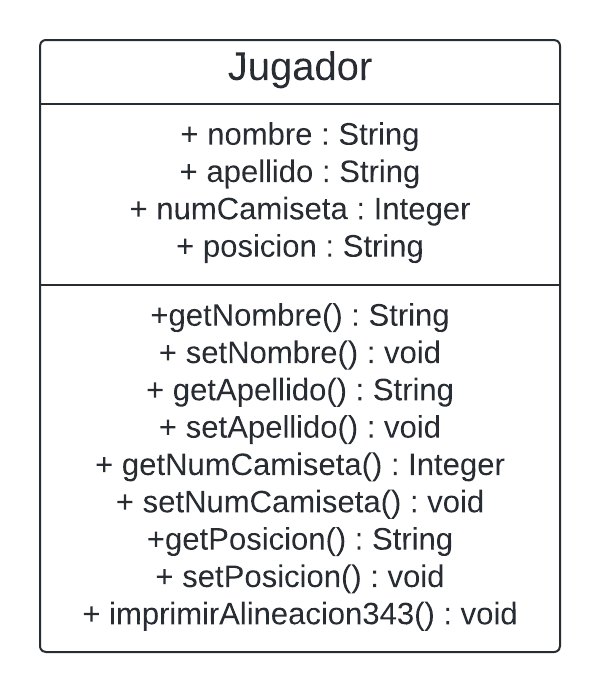 Jugador
+ nombre : String
+ apellido : String
+ numCamiseta : Integer
+ posicion : String
+getNombre() : String
+ setNombre() : void
+ getApellido() : String
+ setApellido() : void
+ getNumCamiseta() : Integer
+ setNumCamiseta() : void
+getPosicion() : String
+ setPosicion() : void
+ imprimirAlineacion343() : void